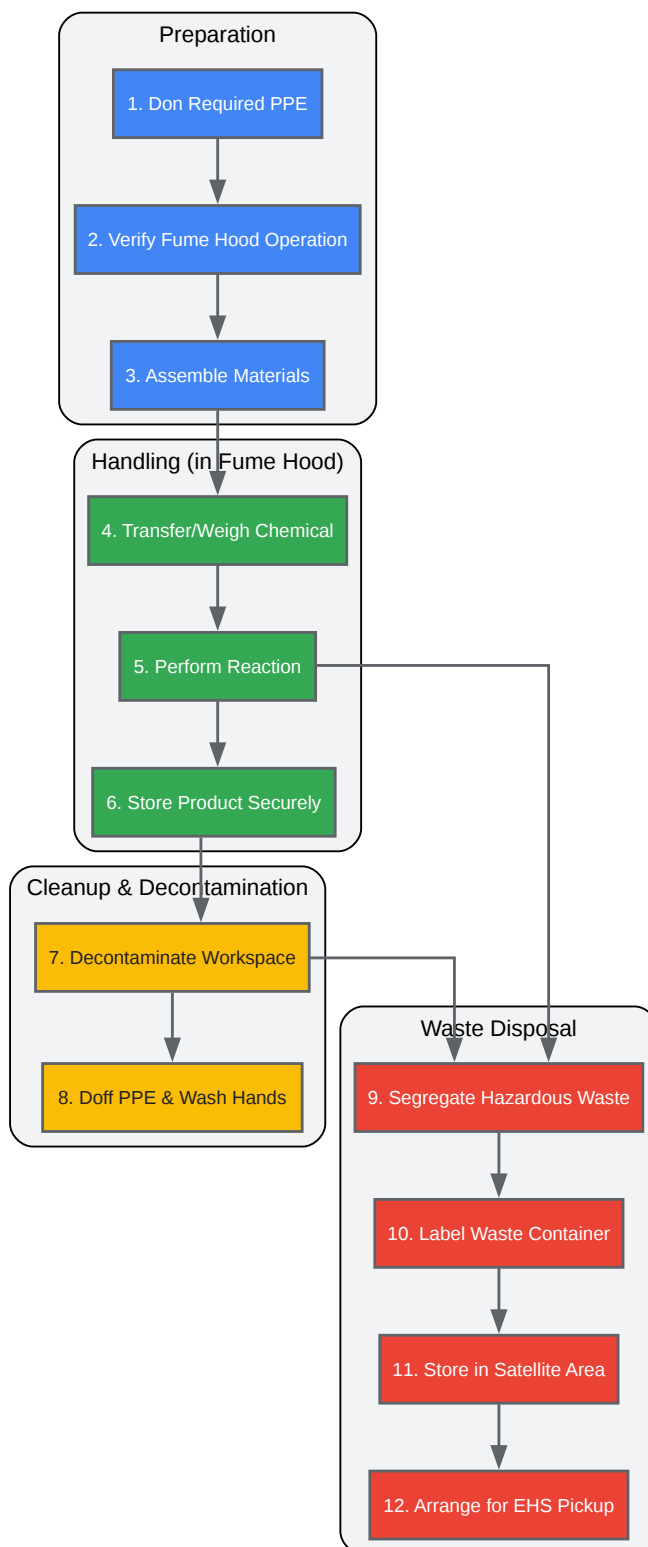 Preparation
1. Don Required PPE
2. Verify Fume Hood Operation
3. Assemble Materials
Handling (in Fume Hood)
4. Transfer/Weigh Chemical
5. Perform Reaction
6. Store Product Securely
Cleanup & Decontamination
7. Decontaminate Workspace
8. Doff PPE & Wash Hands
Waste Disposal
9. Segregate Hazardous Waste
10. Label Waste Container
11. Store in Satellite Area
12. Arrange for EHS Pickup